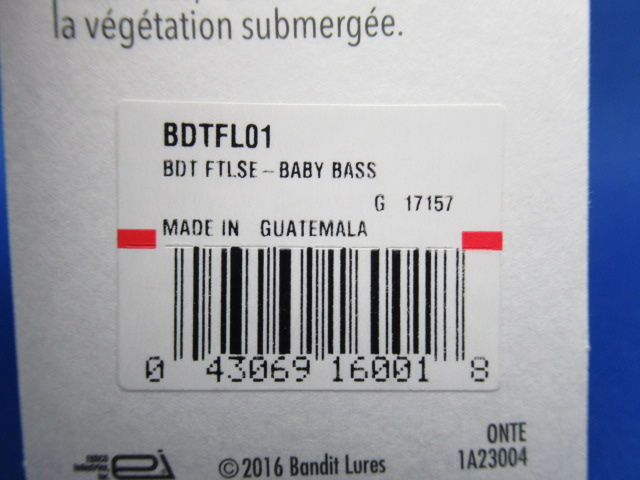 la végétation submergée.
BDTFL01
BDT FTLSE - BABY BASS
G 17157
MADE IN GUATEMALA
0 43069 16001 8
ONTE
©2016 Bandit Lures 1A23004